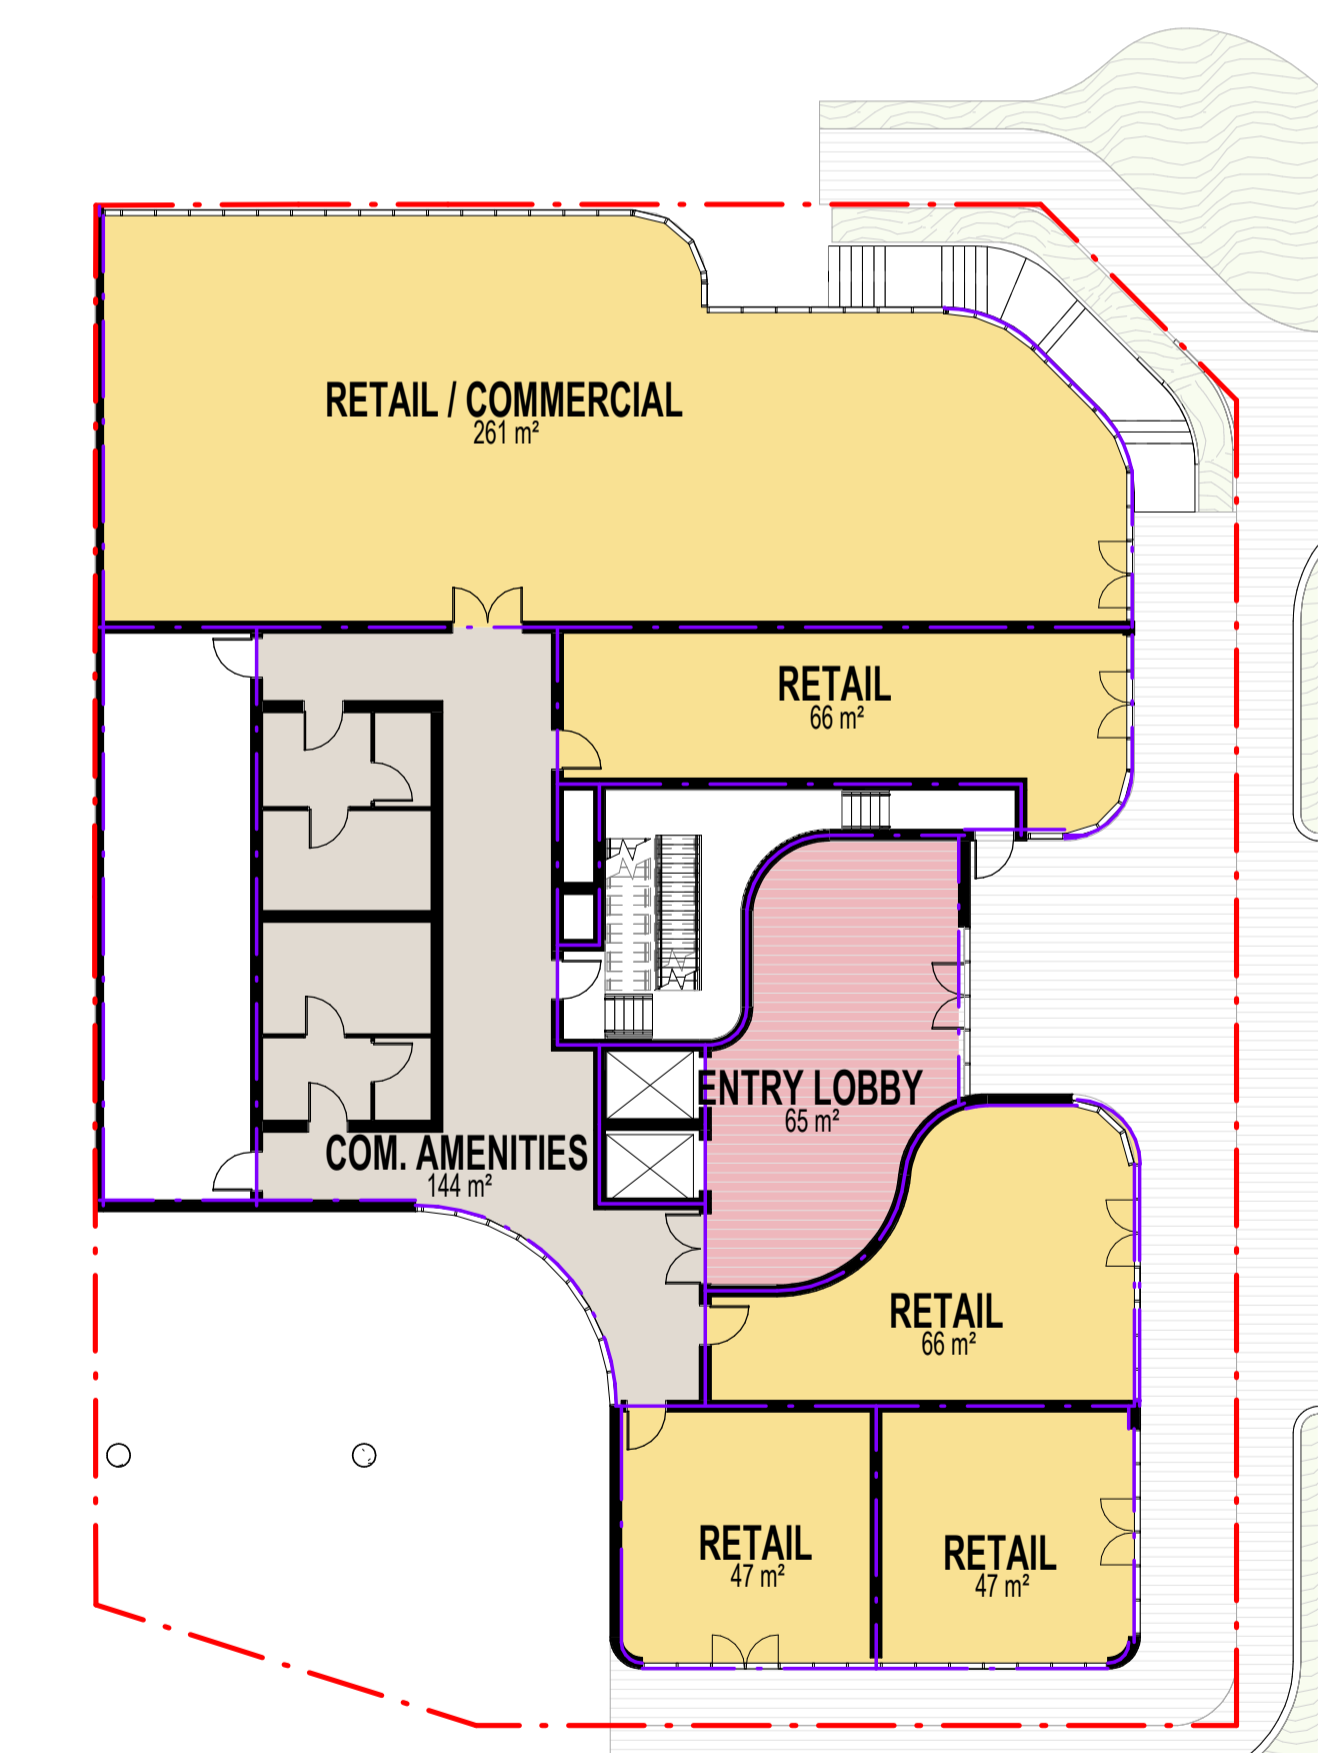 RETAIL / COMMERCIAL
261 m²
RETAIL
66 m²
ENTRY LOBBY
65 m²
COM. AMENITIES
144 m²
RETAIL
66 m²
RETAIL
47 m²
RETAIL
47 m²